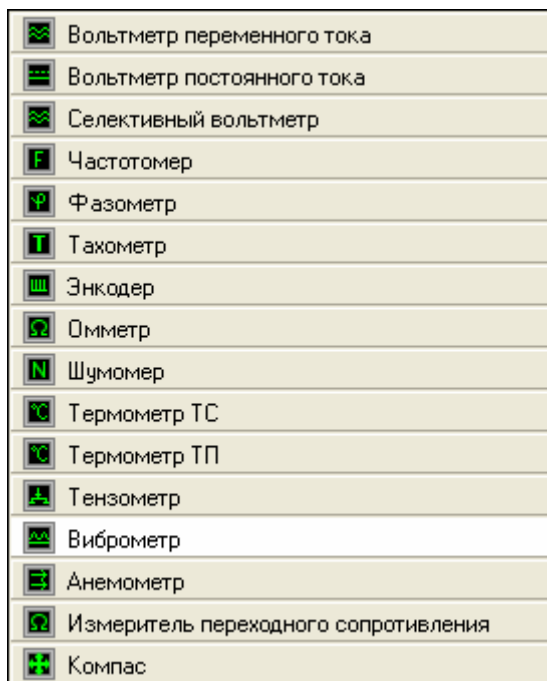 Вольтметр переменного тока
Вольтметр постоянного тока
Селективный вольтметр
F Частотомер
φ Фазометр
T Тахометр
Энкодер
Ω Омметр
N Шумомер
°C Термометр ТС
°C Термометр ТП
Тензометр
Виброметр
Анемометр
Ω Измеритель переходного сопротивления
Компас